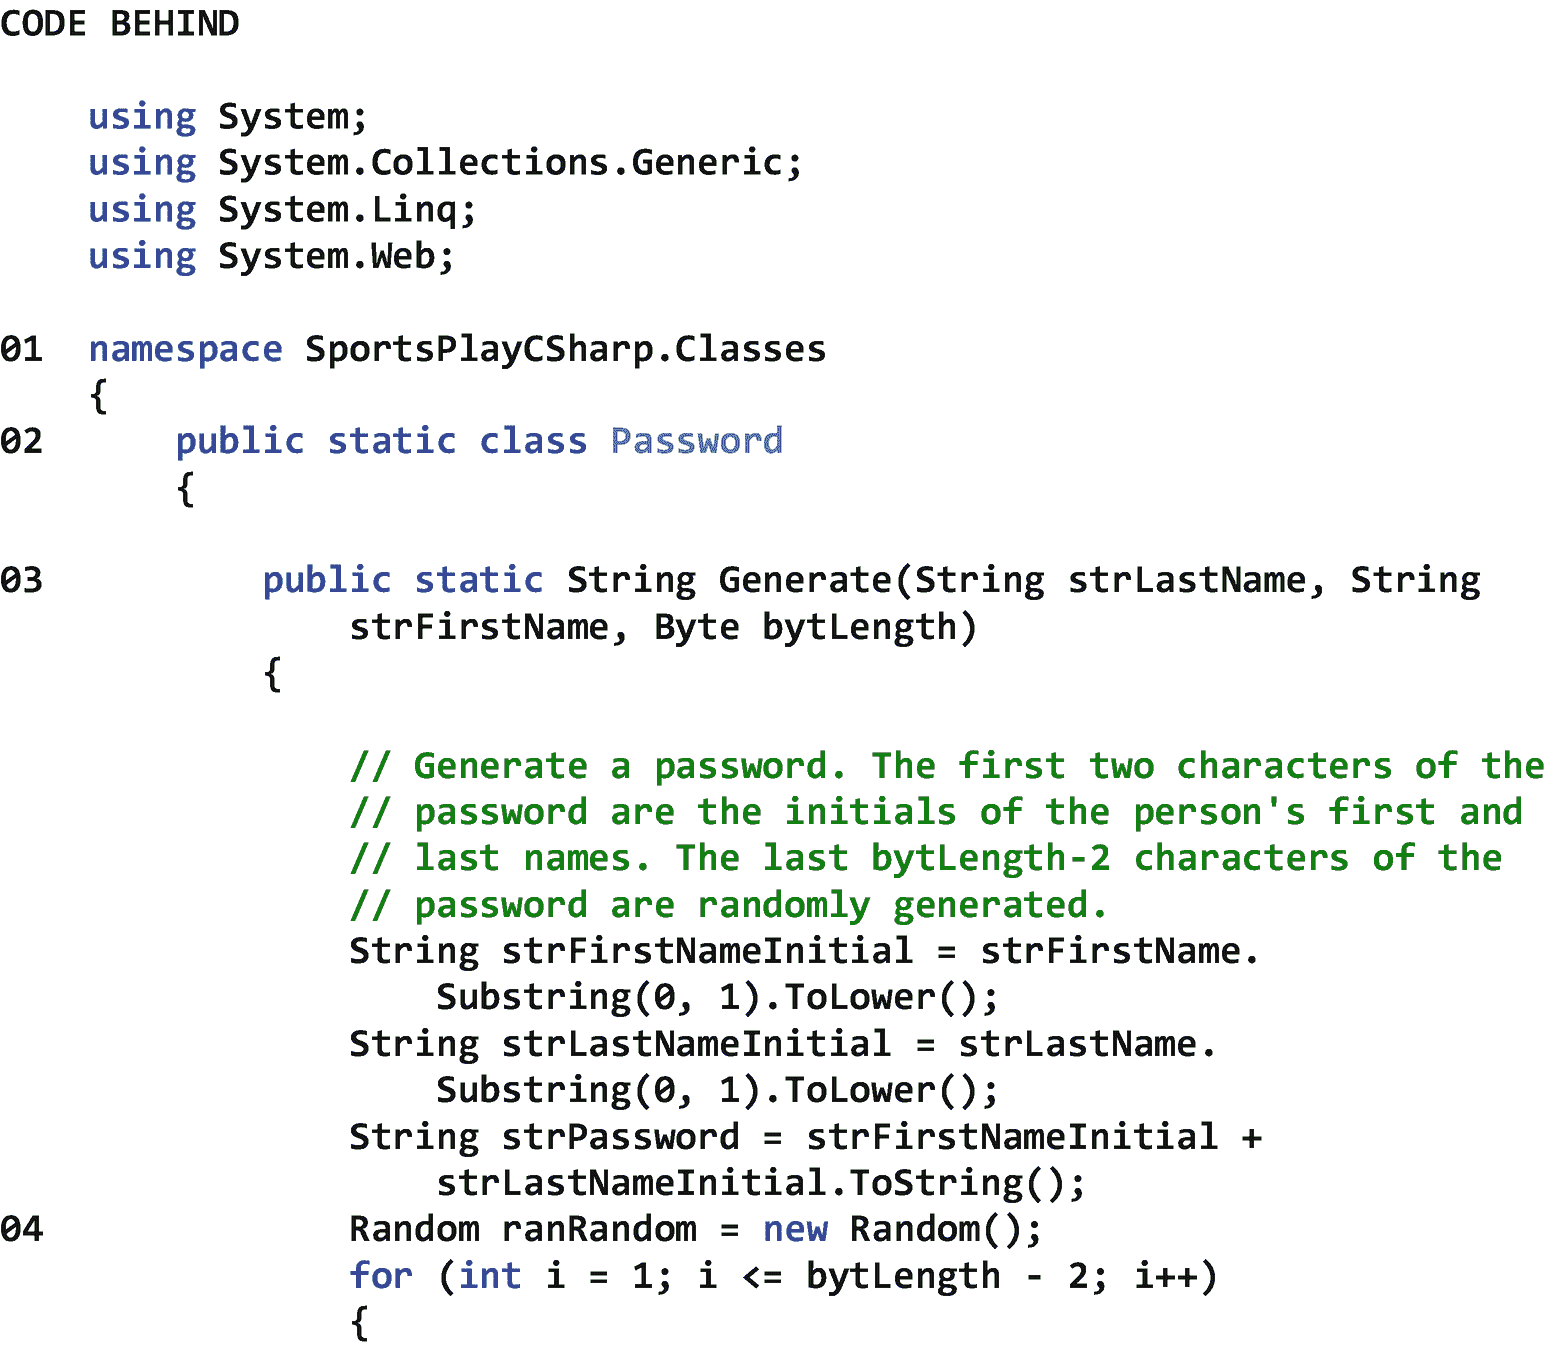 CODE BEHIND
using System;
using System.Collections.Generic;
using System.Linq;
using System.Web;
01 namespace SportsPlayCSharp.Classes
{
02 public static class Password
{
03 public static String Generate(String strLastName, String
strFirstName, Byte bytLength)
{
// Generate a password. The first two characters of the
// password are the initials of the person's first and
// last names. The last bytLength-2 characters of the
// password are randomly generated.
String strFirstNameInitial = strFirstName.
Substring(0, 1).ToLower();
String strLastNameInitial = strLastName.
Substring(0, 1).ToLower();
String strPassword = strFirstNameInitial +
strLastNameInitial.ToString();
04 Random ranRandom = new Random();
for (int i = 1; i <= bytLength - 2; i++)
{